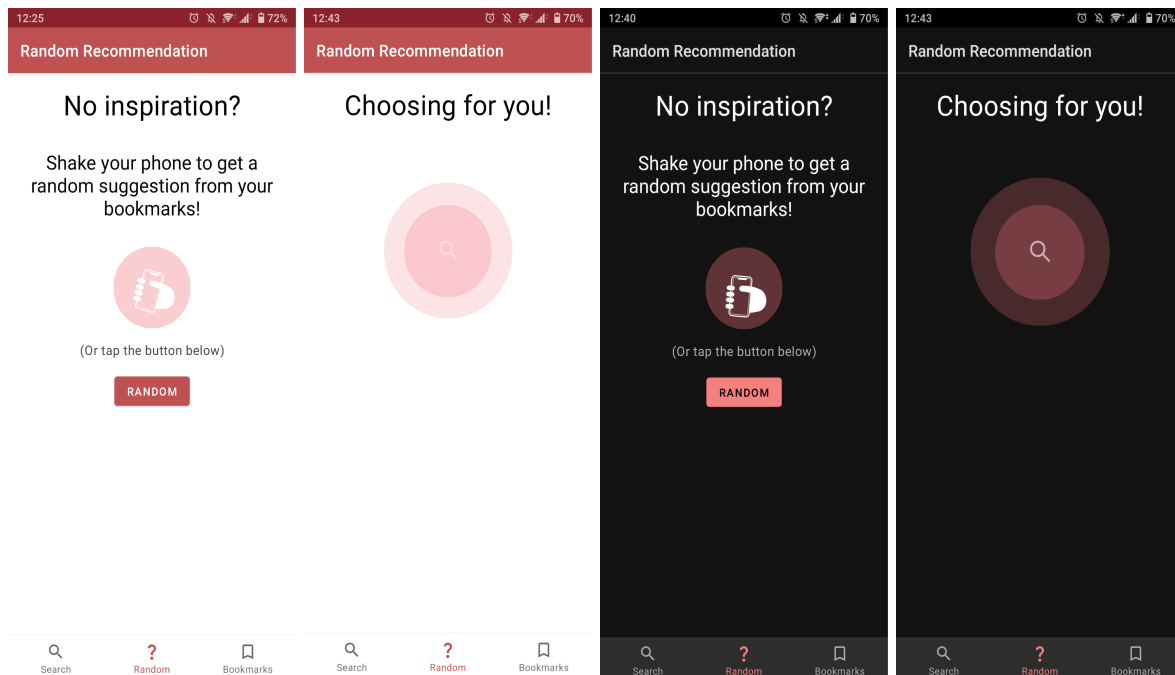 12:25
72%
Random Recommendation
No inspiration?
Shake your phone to get a
random suggestion from your
bookmarks!
(Or tap the button below)
RANDOM
Search
Random
Bookmarks
12:43
70%
Random Recommendation
Choosing for you!
Search
Random
Bookmarks
12:40
70%
Random Recommendation
No inspiration?
Shake your phone to get a
random suggestion from your
bookmarks!
(Or tap the button below)
RANDOM
Search
Random
Bookmarks
12:43
70%
Random Recommendation
Choosing for you!
Search
Random
Bookmarks